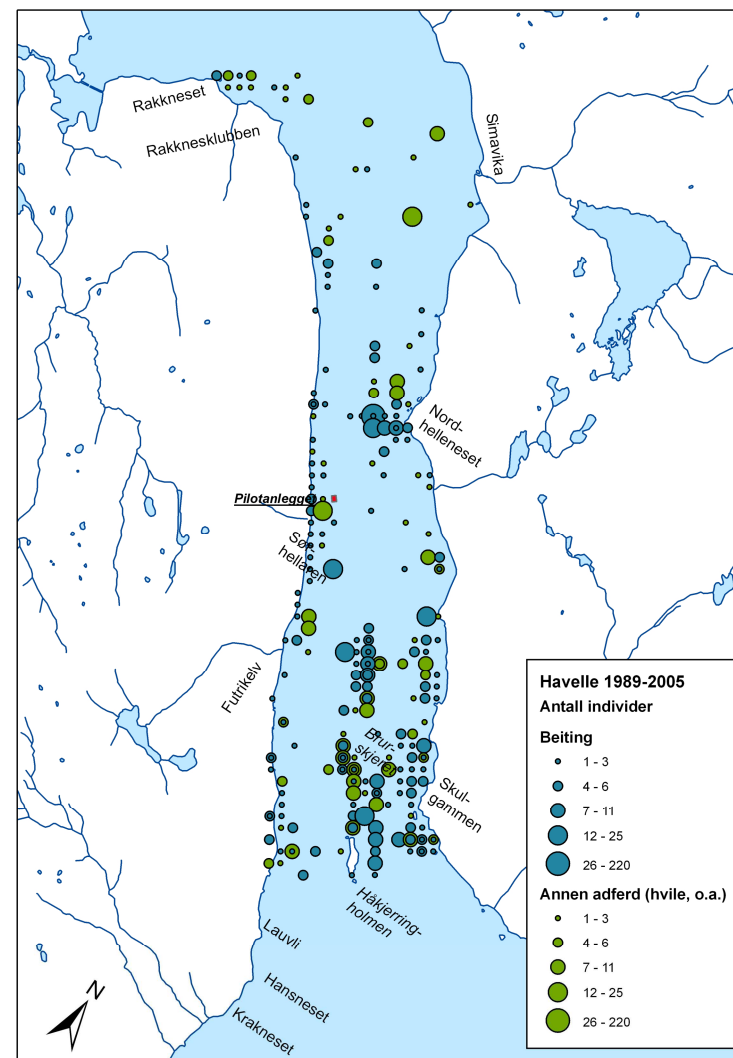 Rakkneset
Rakknesklubben
Simavika
Nord-
helleneset
Pilotanlegget
Sør-
hellaren
Futrikelv
Brur-
skjeret
Skul-
gammen
Håkjerring-
holmen
Lauvli
Hansneset
Krakneset
N
Havelle 1989-2005
Antall individer
Beiting
1 - 3
4 - 6
7 - 11
12 - 25
26 - 220
Annen adferd (hvile, o.a.)
1 - 3
4 - 6
7 - 11
12 - 25
26 - 220